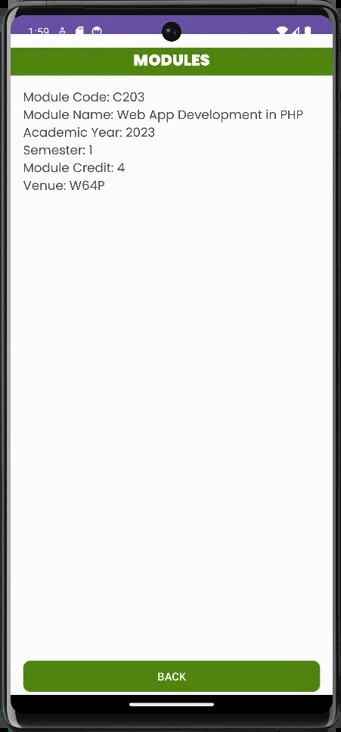 1:59
MODULES
Module Code: C203
Module Name: Web App Development in PHP
Academic Year: 2023
Semester: 1
Module Credit: 4
Venue: W64P
BACK